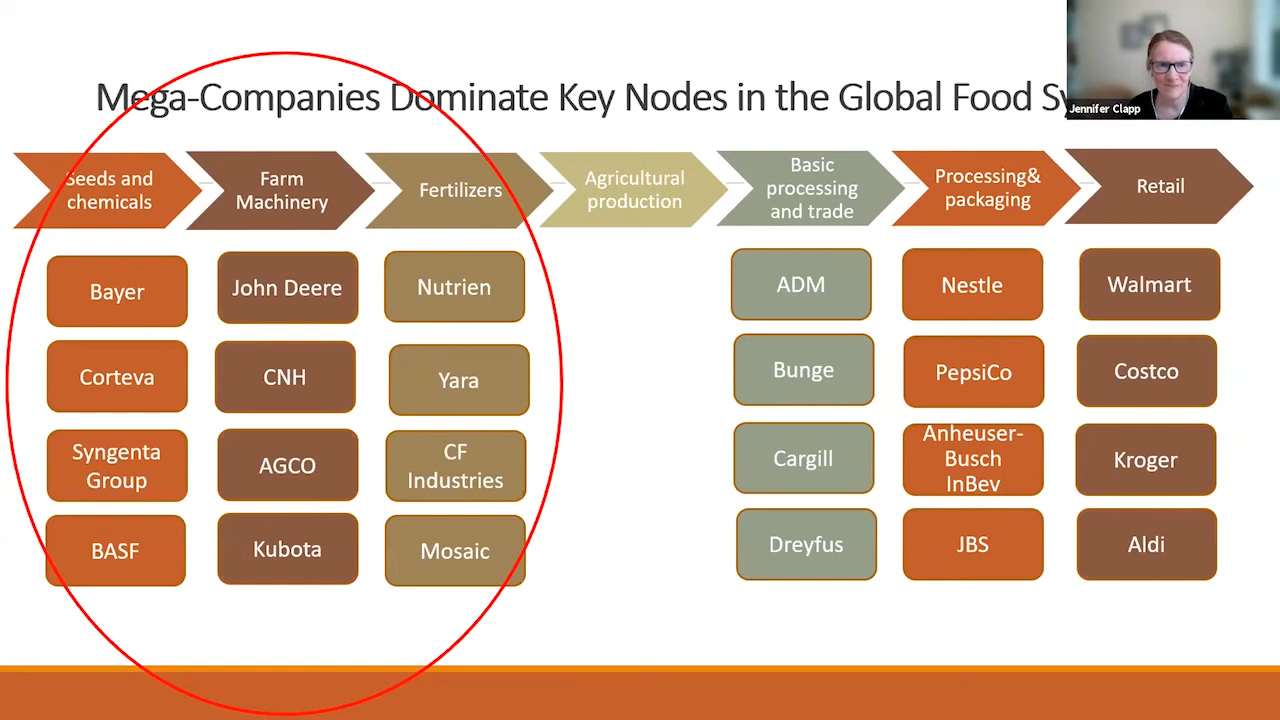 Mega-Companies Dominate Key Nodes in the Global Food
Jennifer Clapp
Seeds and
chemicals
Farm
Machinery
Fertilizers
Agricultural
production
Basic
processing
and trade
Processing&
packaging
Retail
Bayer
John Deere
Nutrien
ADM
Nestle
Walmart
Corteva
CNH
Yara
Bunge
PepsiCo
Costco
Syngenta
Group
AGCO
CF
Industries
Cargill
Anheuser-
Busch
InBev
Kroger
BASF
Kubota
Mosaic
Dreyfus
JBS
Aldi